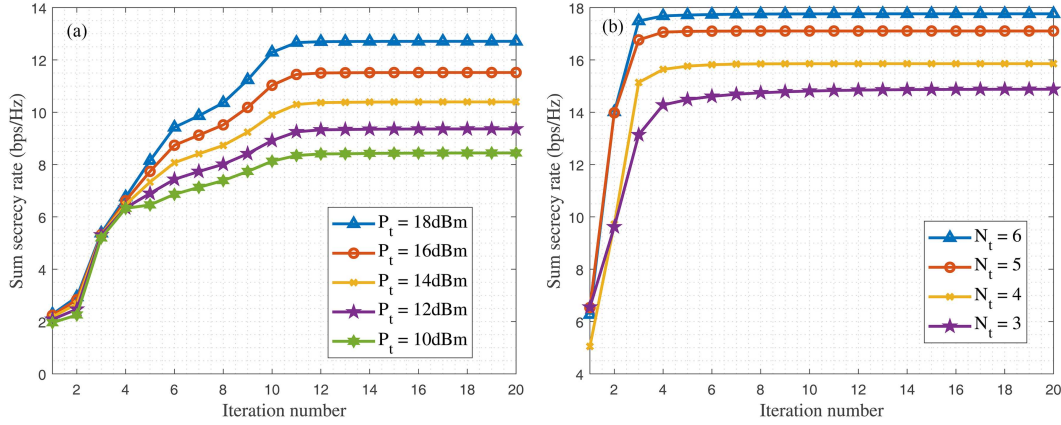 (a)
14
12
10
8
6
4
2
0
Sum secrecy rate (bps/Hz)
P_t = 18dBm
P_t = 16dBm
P_t = 14dBm
P_t = 12dBm
P_t = 10dBm
2 4 6 8 10 12 14 16 18 20
Iteration number
(b)
18
16
14
12
10
8
6
4
Sum secrecy rate (bps/Hz)
N_t = 6
N_t = 5
N_t = 4
N_t = 3
2 4 6 8 10 12 14 16 18 20
Iteration number